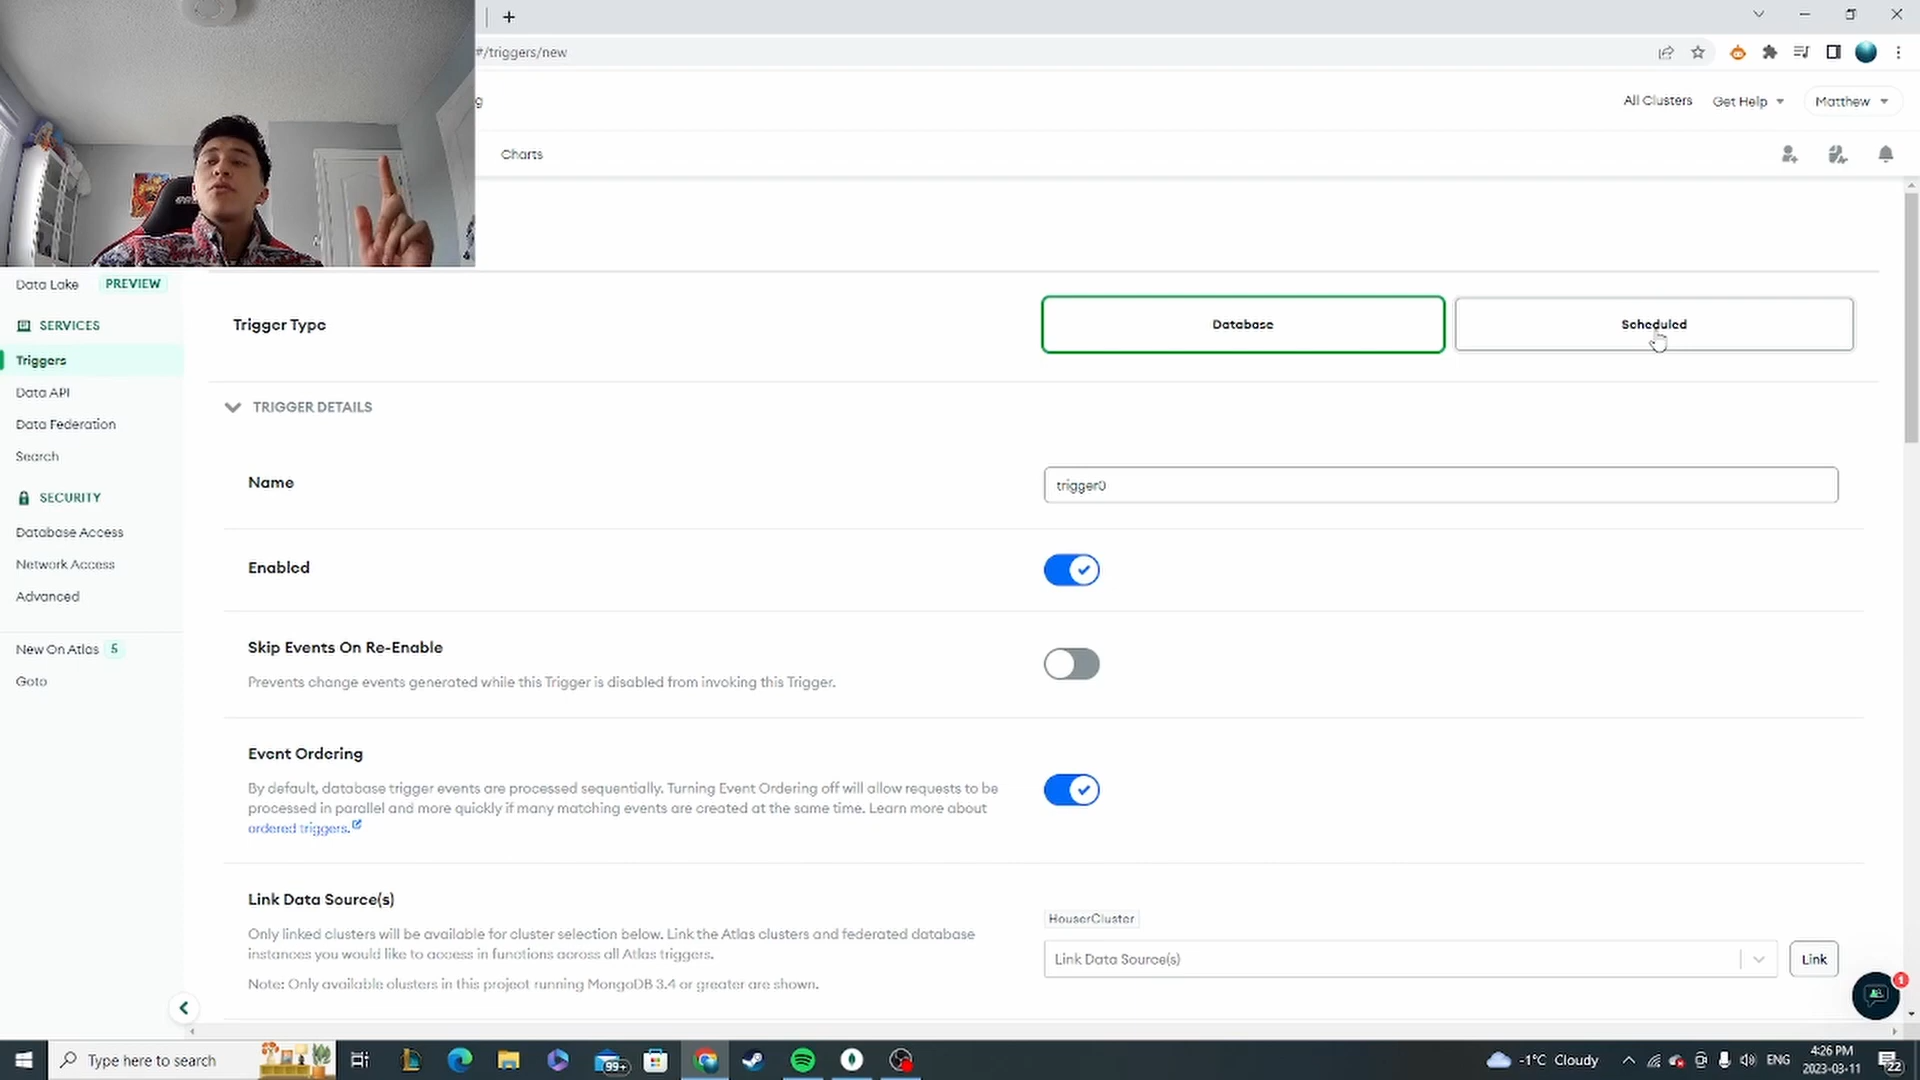 #/triggers/new
g
All Clusters
Get Help
Matthew
Charts
Data Lake
PREVIEW
SERVICES
Triggers
Data API
Data Federation
Search
SECURITY
Database Access
Network Access
Advanced
New On Atlas
5
Goto
Trigger Type
Database
Scheduled
TRIGGER DETAILS
Name
trigger0
Enabled
Skip Events On Re-Enable
Prevents change events generated while this Trigger is disabled from invoking this Trigger.
Event Ordering
By default, database trigger events are processed sequentially. Turning Event Ordering off will allow requests to be
processed in parallel and more quickly if many matching events are created at the same time. Learn more about
ordered triggers.
Link Data Source(s)
Only linked clusters will be available for cluster selection below. Link the Atlas clusters and federated database
instances you would like to access in functions across all Atlas triggers.
Note: Only available clusters in this project running MongoDB 3.4 or greater are shown.
HouserCluster
Link Data Source(s)
Link
1
Type here to search
99+
-1°C Cloudy
ENG
4:26 PM
2023-03-11
22